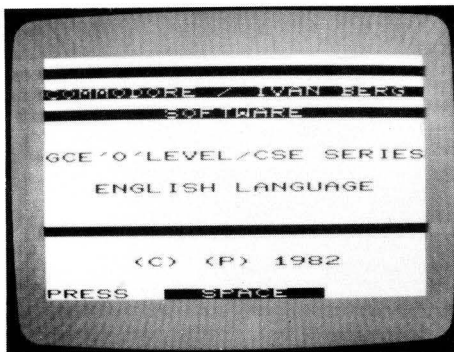 COMMODORE / IVAN BERG
SOFTWARE
GCE'O'LEVEL/CSE SERIES
ENGLISH LANGUAGE
(C) (P) 1982
PRESS SPACE